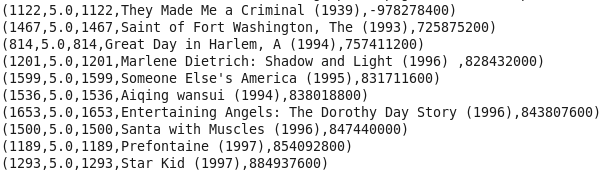 (1122,5.0,1122,They Made Me a Criminal (1939),-978278400)
(1467,5.0,1467,Saint of Fort Washington, The (1993),725875200)
(814,5.0,814,Great Day in Harlem, A (1994),757411200)
(1201,5.0,1201,Marlene Dietrich: Shadow and Light (1996) ,828432000)
(1599,5.0,1599,Someone Else's America (1995),831711600)
(1536,5.0,1536,Aiqing wansui (1994),838018800)
(1653,5.0,1653,Entertaining Angels: The Dorothy Day Story (1996),843807600)
(1500,5.0,1500,Santa with Muscles (1996),847440000)
(1189,5.0,1189,Prefontaine (1997),854092800)
(1293,5.0,1293,Star Kid (1997),884937600)